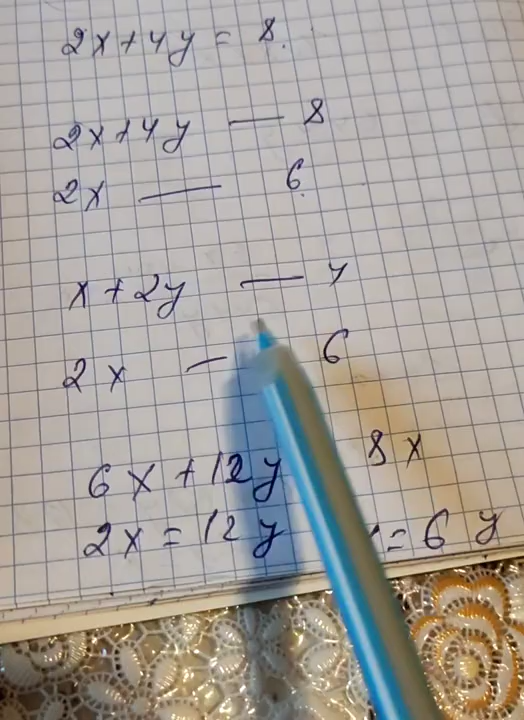 2x+4y = 8.
2x+4y — 8
2x — 6
x+2y — 4
2x — 6
6x+12y 8x
2x=12y =6y